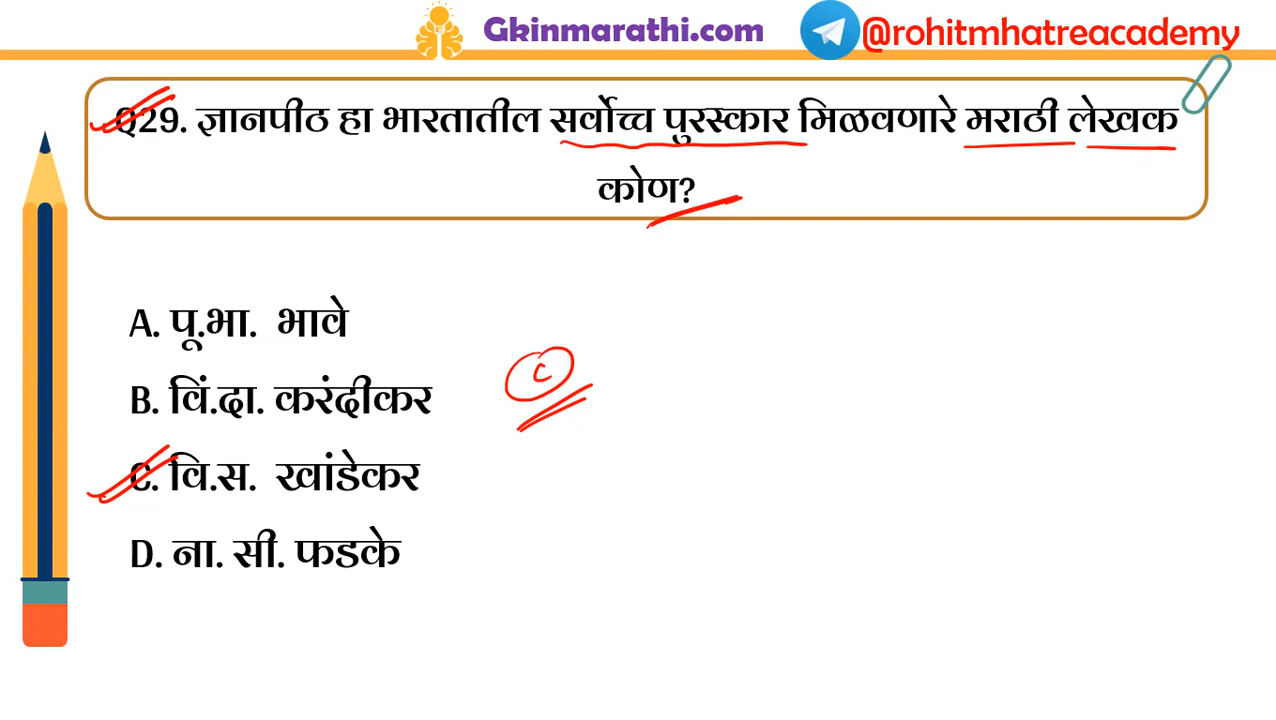 Gkinmarathi.com @rohitmhatreacademy
Q29. ज्ञानपीठ हा भारतातील सर्वोच्च पुरस्कार मिळवणारे मराठी लेखक
कोण?
A. पू.भा. भावे
B. विं.दा. करंदीकर
c
C. वि.स. खांडेकर
D. ना. सी. फडके